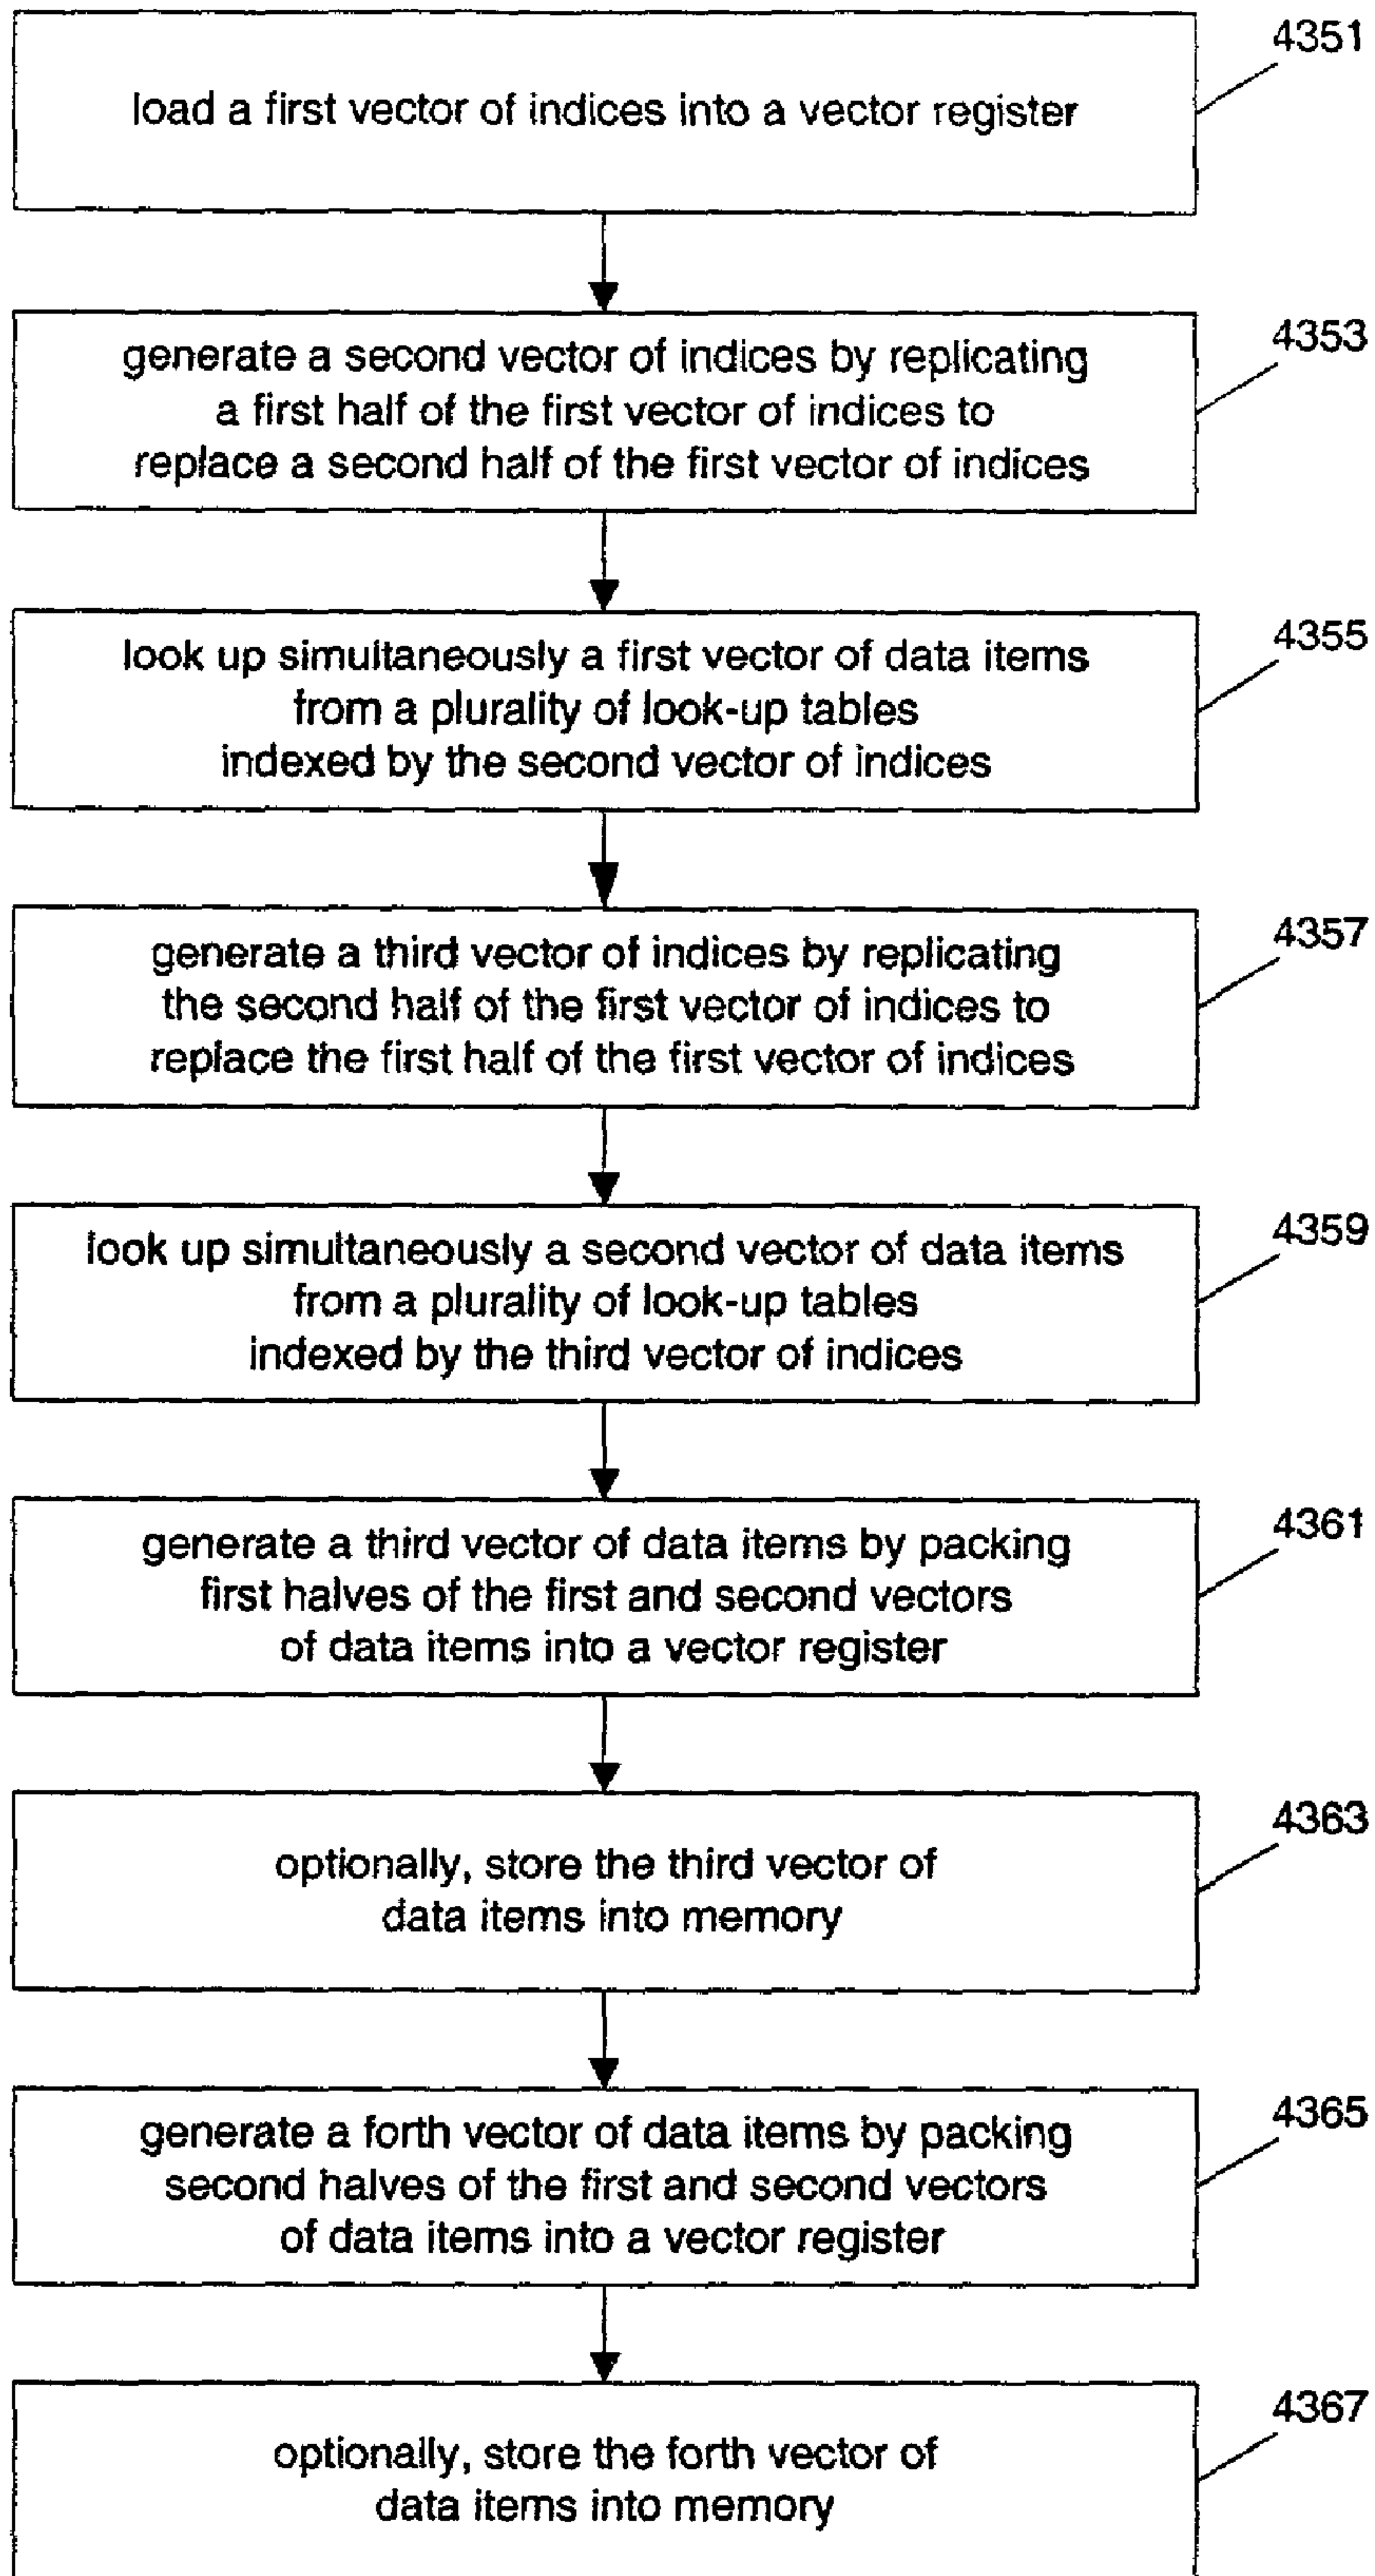 4351
load a first vector of indices into a vector register
4353
generate a second vector of indices by replicating
a first half of the first vector of indices to
replace a second half of the first vector of indices
4355
look up simultaneously a first vector of data items
from a plurality of look-up tables
indexed by the second vector of indices
4357
generate a third vector of indices by replicating
the second half of the first vector of indices to
replace the first half of the first vector of indices
4359
look up simultaneously a second vector of data items
from a plurality of look-up tables
indexed by the third vector of indices
4361
generate a third vector of data items by packing
first halves of the first and second vectors
of data items into a vector register
4363
optionally, store the third vector of
data items into memory
4365
generate a forth vector of data items by packing
second halves of the first and second vectors
of data items into a vector register
4367
optionally, store the forth vector of
data items into memory